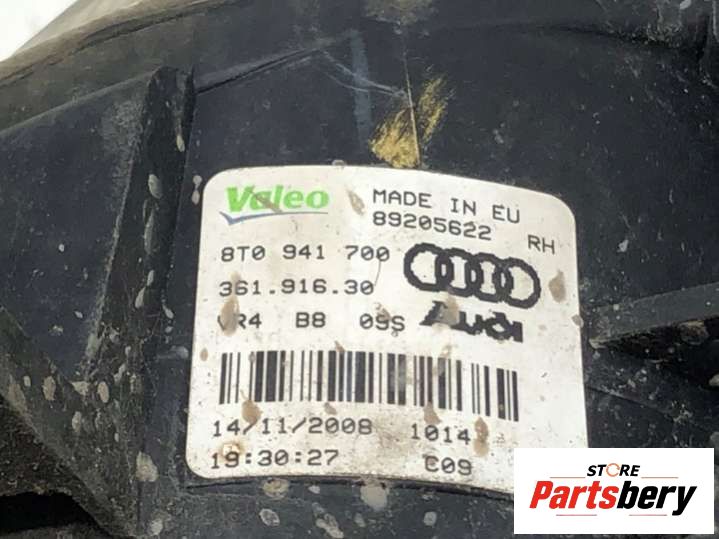 Valeo MADE IN EU
89205622 RH
8T0 941 700
361.916.30
VR4 B8 09S Audi
14/11/2008 1014
19:30:27 C09
STORE
Partsbery